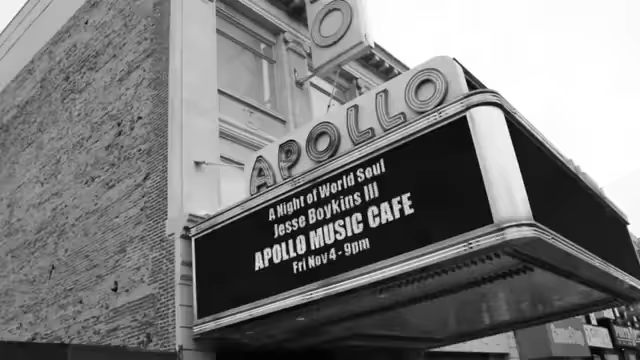 O
APOLLO
A Night of World Soul
Jesse Boykins III
APOLLO MUSIC CAFE
Fri Nov 4 - 9pm